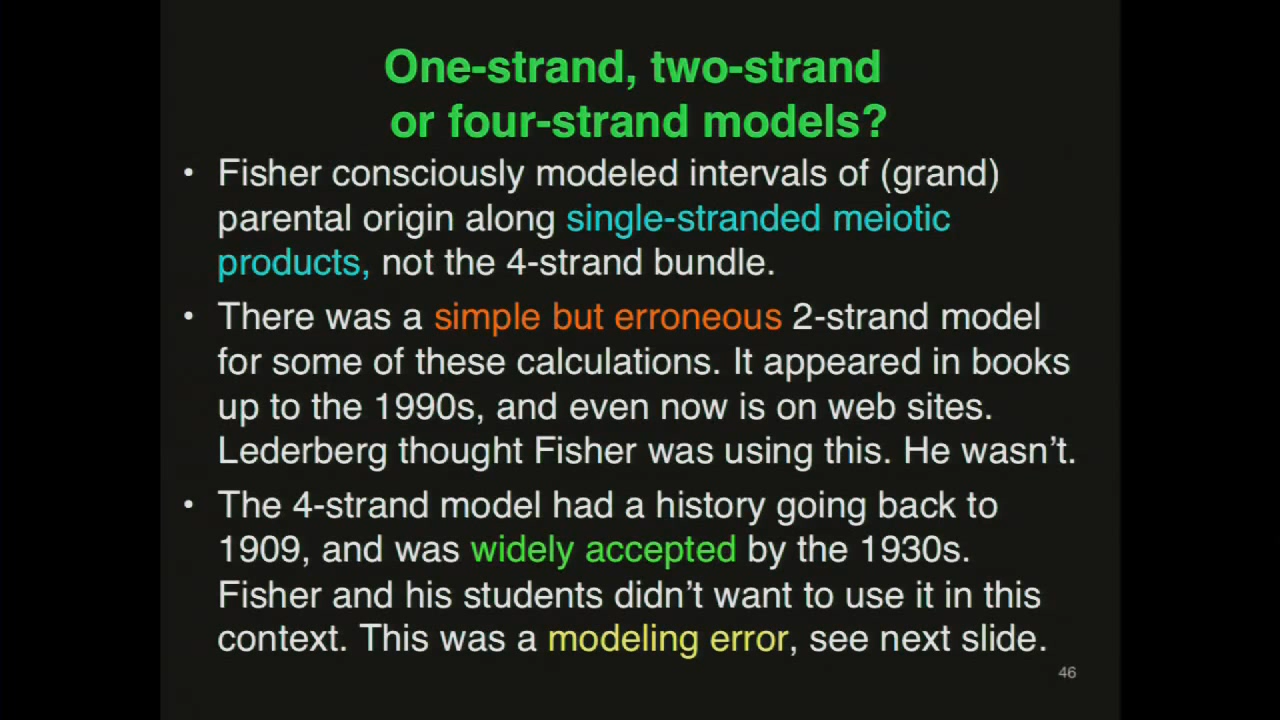 One-strand, two-strand
or four-strand models?
• Fisher consciously modeled intervals of (grand)
parental origin along single-stranded meiotic
products, not the 4-strand bundle.
• There was a simple but erroneous 2-strand model
for some of these calculations. It appeared in books
up to the 1990s, and even now is on web sites.
Lederberg thought Fisher was using this. He wasn’t.
• The 4-strand model had a history going back to
1909, and was widely accepted by the 1930s.
Fisher and his students didn’t want to use it in this
context. This was a modeling error, see next slide.
46